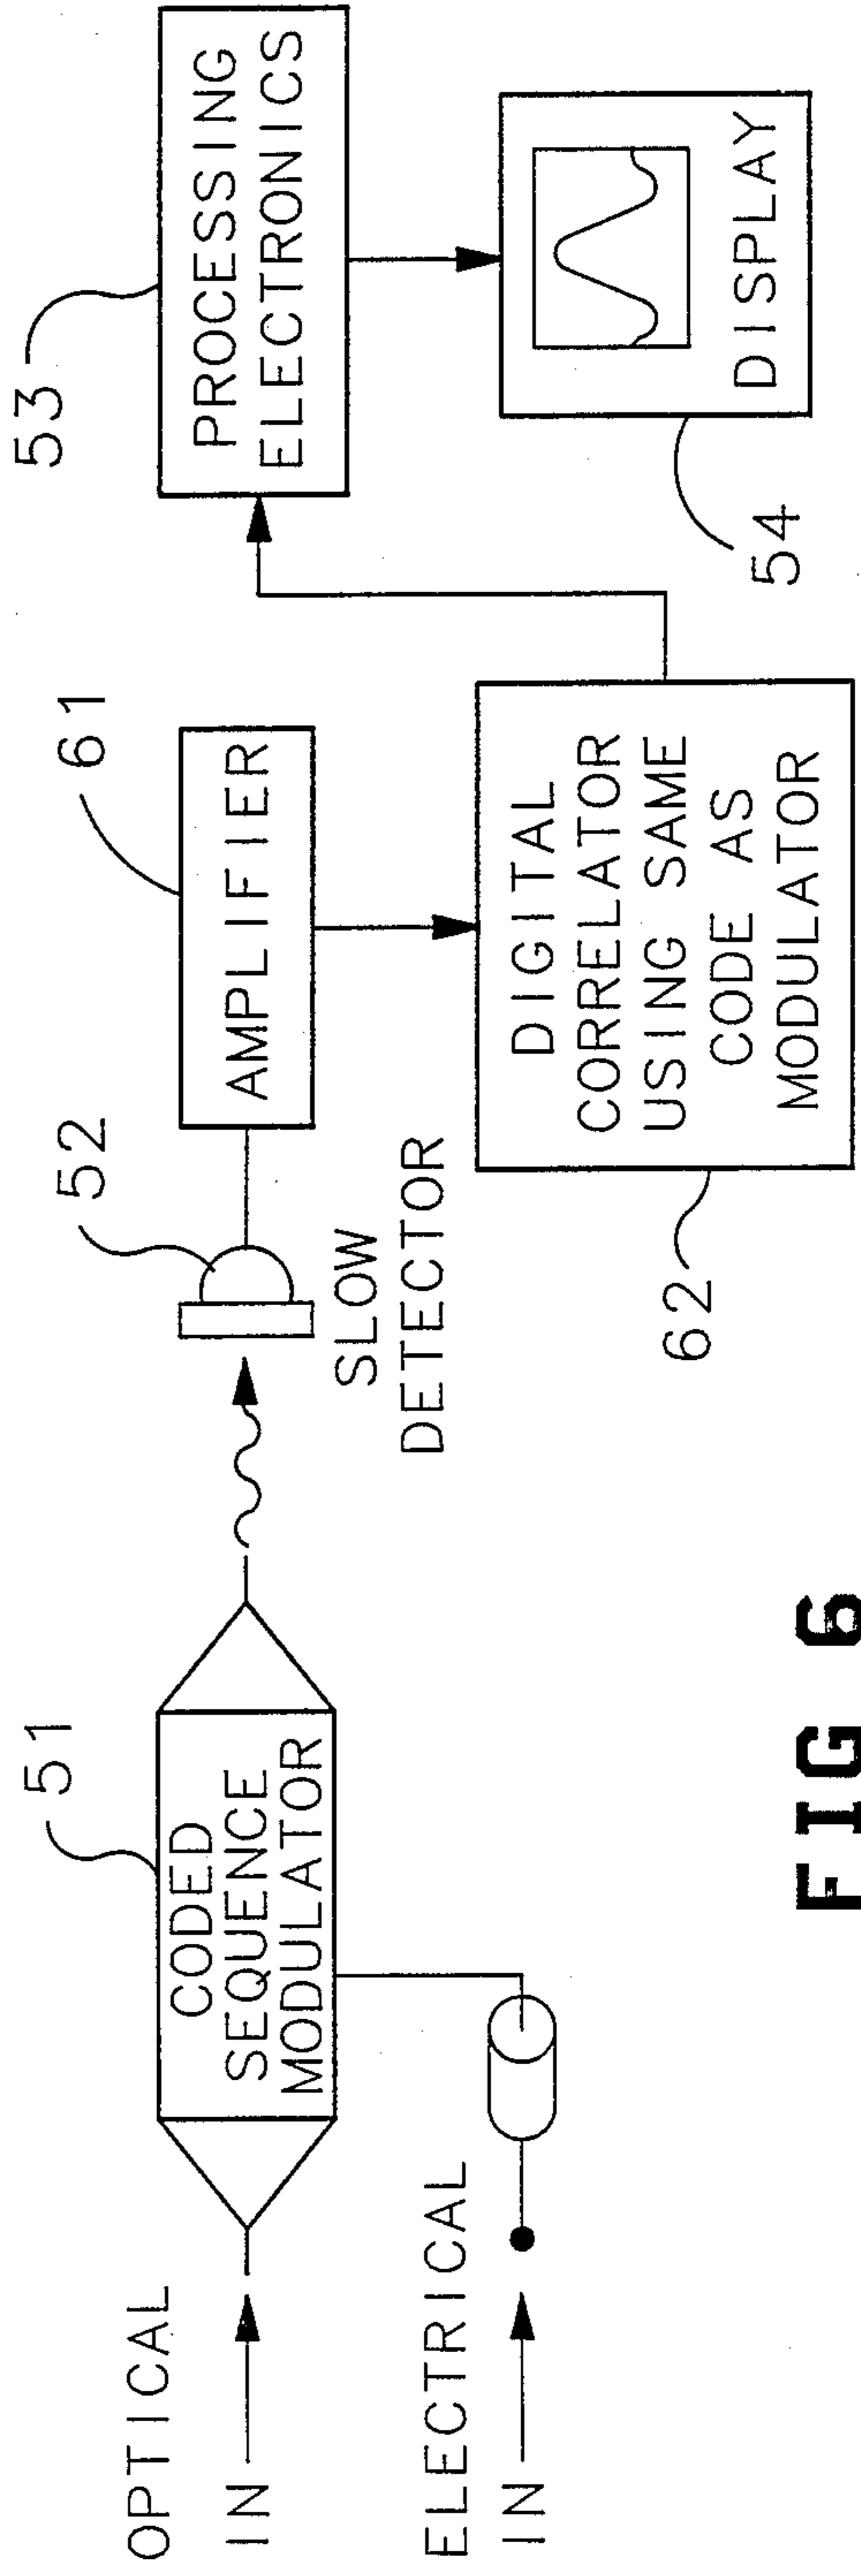 OPTICAL
IN
ELECTRICAL
IN
51
CODED
SEQUENCE
MODULATOR
52
SLOW
DETECTOR
61
AMPLIFIER
62
DIGITAL
CORRELATOR
USING SAME
CODE AS
MODULATOR
53
PROCESSING
ELECTRONICS
54
DISPLAY
FIG 6